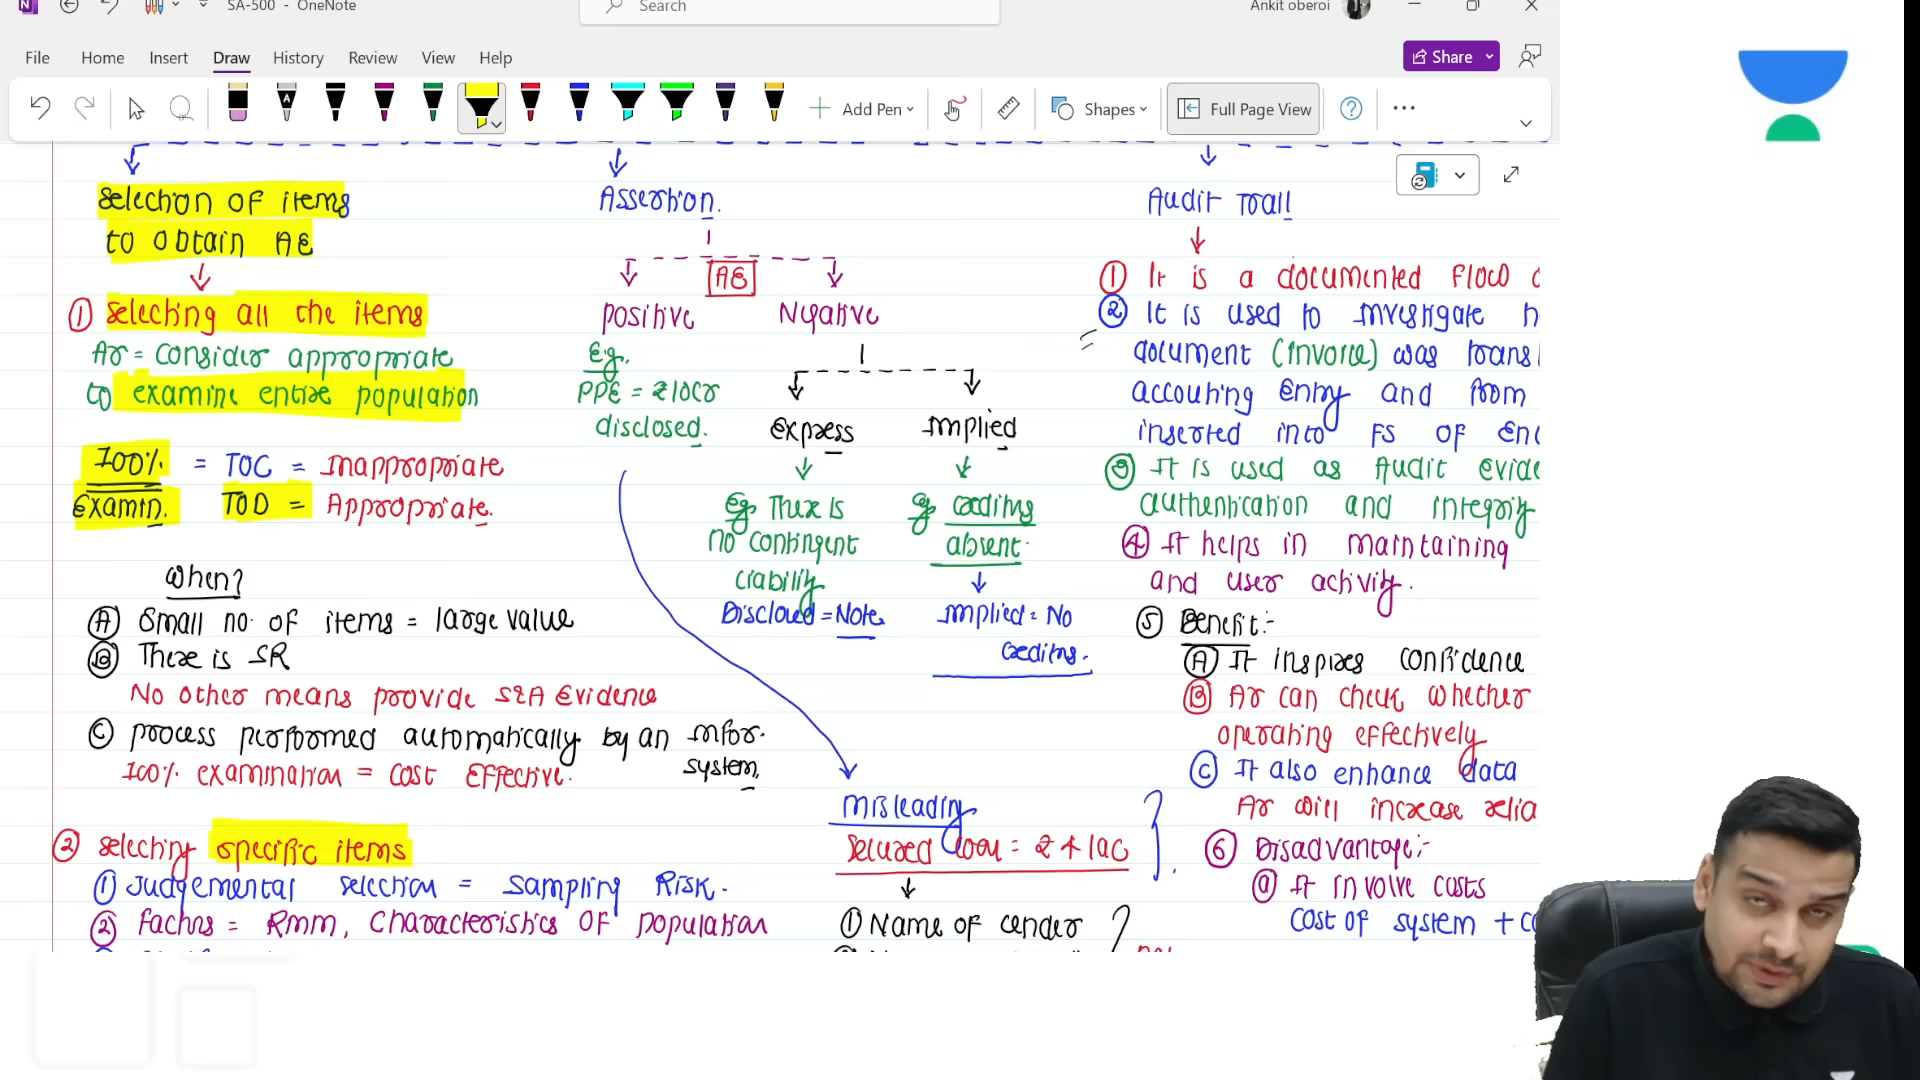 SA-500 - OneNote
Search
Ankit oberoi
File Home Insert Draw History Review View Help
Share
Add Pen
Shapes
Full Page View
Selection of items
to obtain AE
① Selecting all the items
Ar = Consider appropriate
to examine entire population
100% = TOC = Inappropriate
Examin. TOD = Appropriate.
When?
Ⓐ Small no. of items = large value
Ⓑ There is SR
No other means provide S&A Evidence
Ⓒ process performed automatically by an infor.
system.
100% examination = Cost Effective.
② Selecting specific items
① Judgemental selection = Sampling Risk.
② factors = Rmm, Characteristics of population
Assertion.
AE
positive Negative
Eg.
PPE = ₹10cr
disclosed.
Express Implied
Eg There is
no contingent
liability
Disclosed = Note
Eg creditors
absent.
Implied = No
creditors.
Misleading
Secured loan = ₹ 4 lac
① Name of lender
Audit Trail
① It is a documented flow
② It is used to investigate
document (invoice) was
accouting Entry and from
inserted into FS of
③ It is used as Audit
authentication and integrity
④ It helps in maintaining
and user activity.
⑤ Benefit:-
Ⓐ It inspires confidence
Ⓑ Ar can check whether
operating effectively
Ⓒ It also enhance data
Ar will increase
⑥ Disadvantage:-
ⓐ It involve costs
Cost of system +